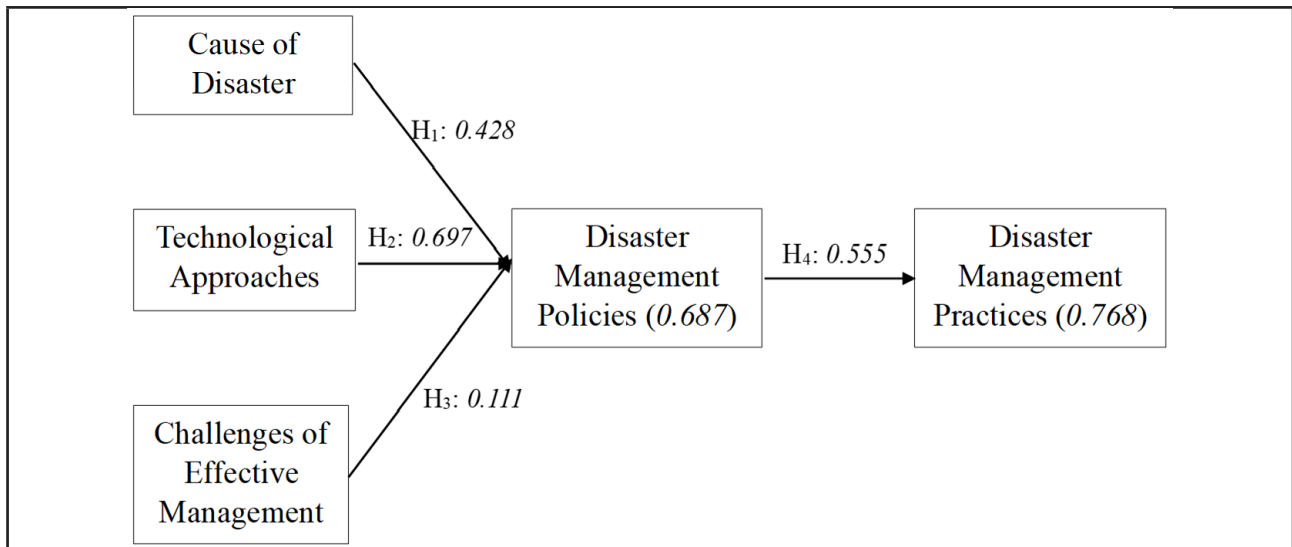 Cause of
Disaster
H₁: 0.428
Technological
Approaches
H₂: 0.697
Disaster
Management
Policies (0.687)
H₄: 0.555
Disaster
Management
Practices (0.768)
H₃: 0.111
Challenges of
Effective
Management